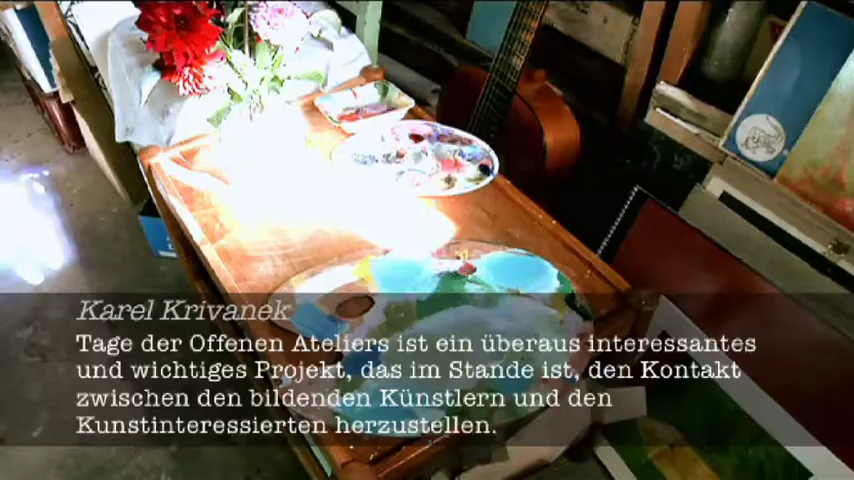 Karel Krivanek
Tage der Offenen Ateliers ist ein überaus interessantes
und wichtiges Projekt, das im Stande ist, den Kontakt
zwischen den bildenden Künstlern und den
Kunstinteressierten herzustellen.